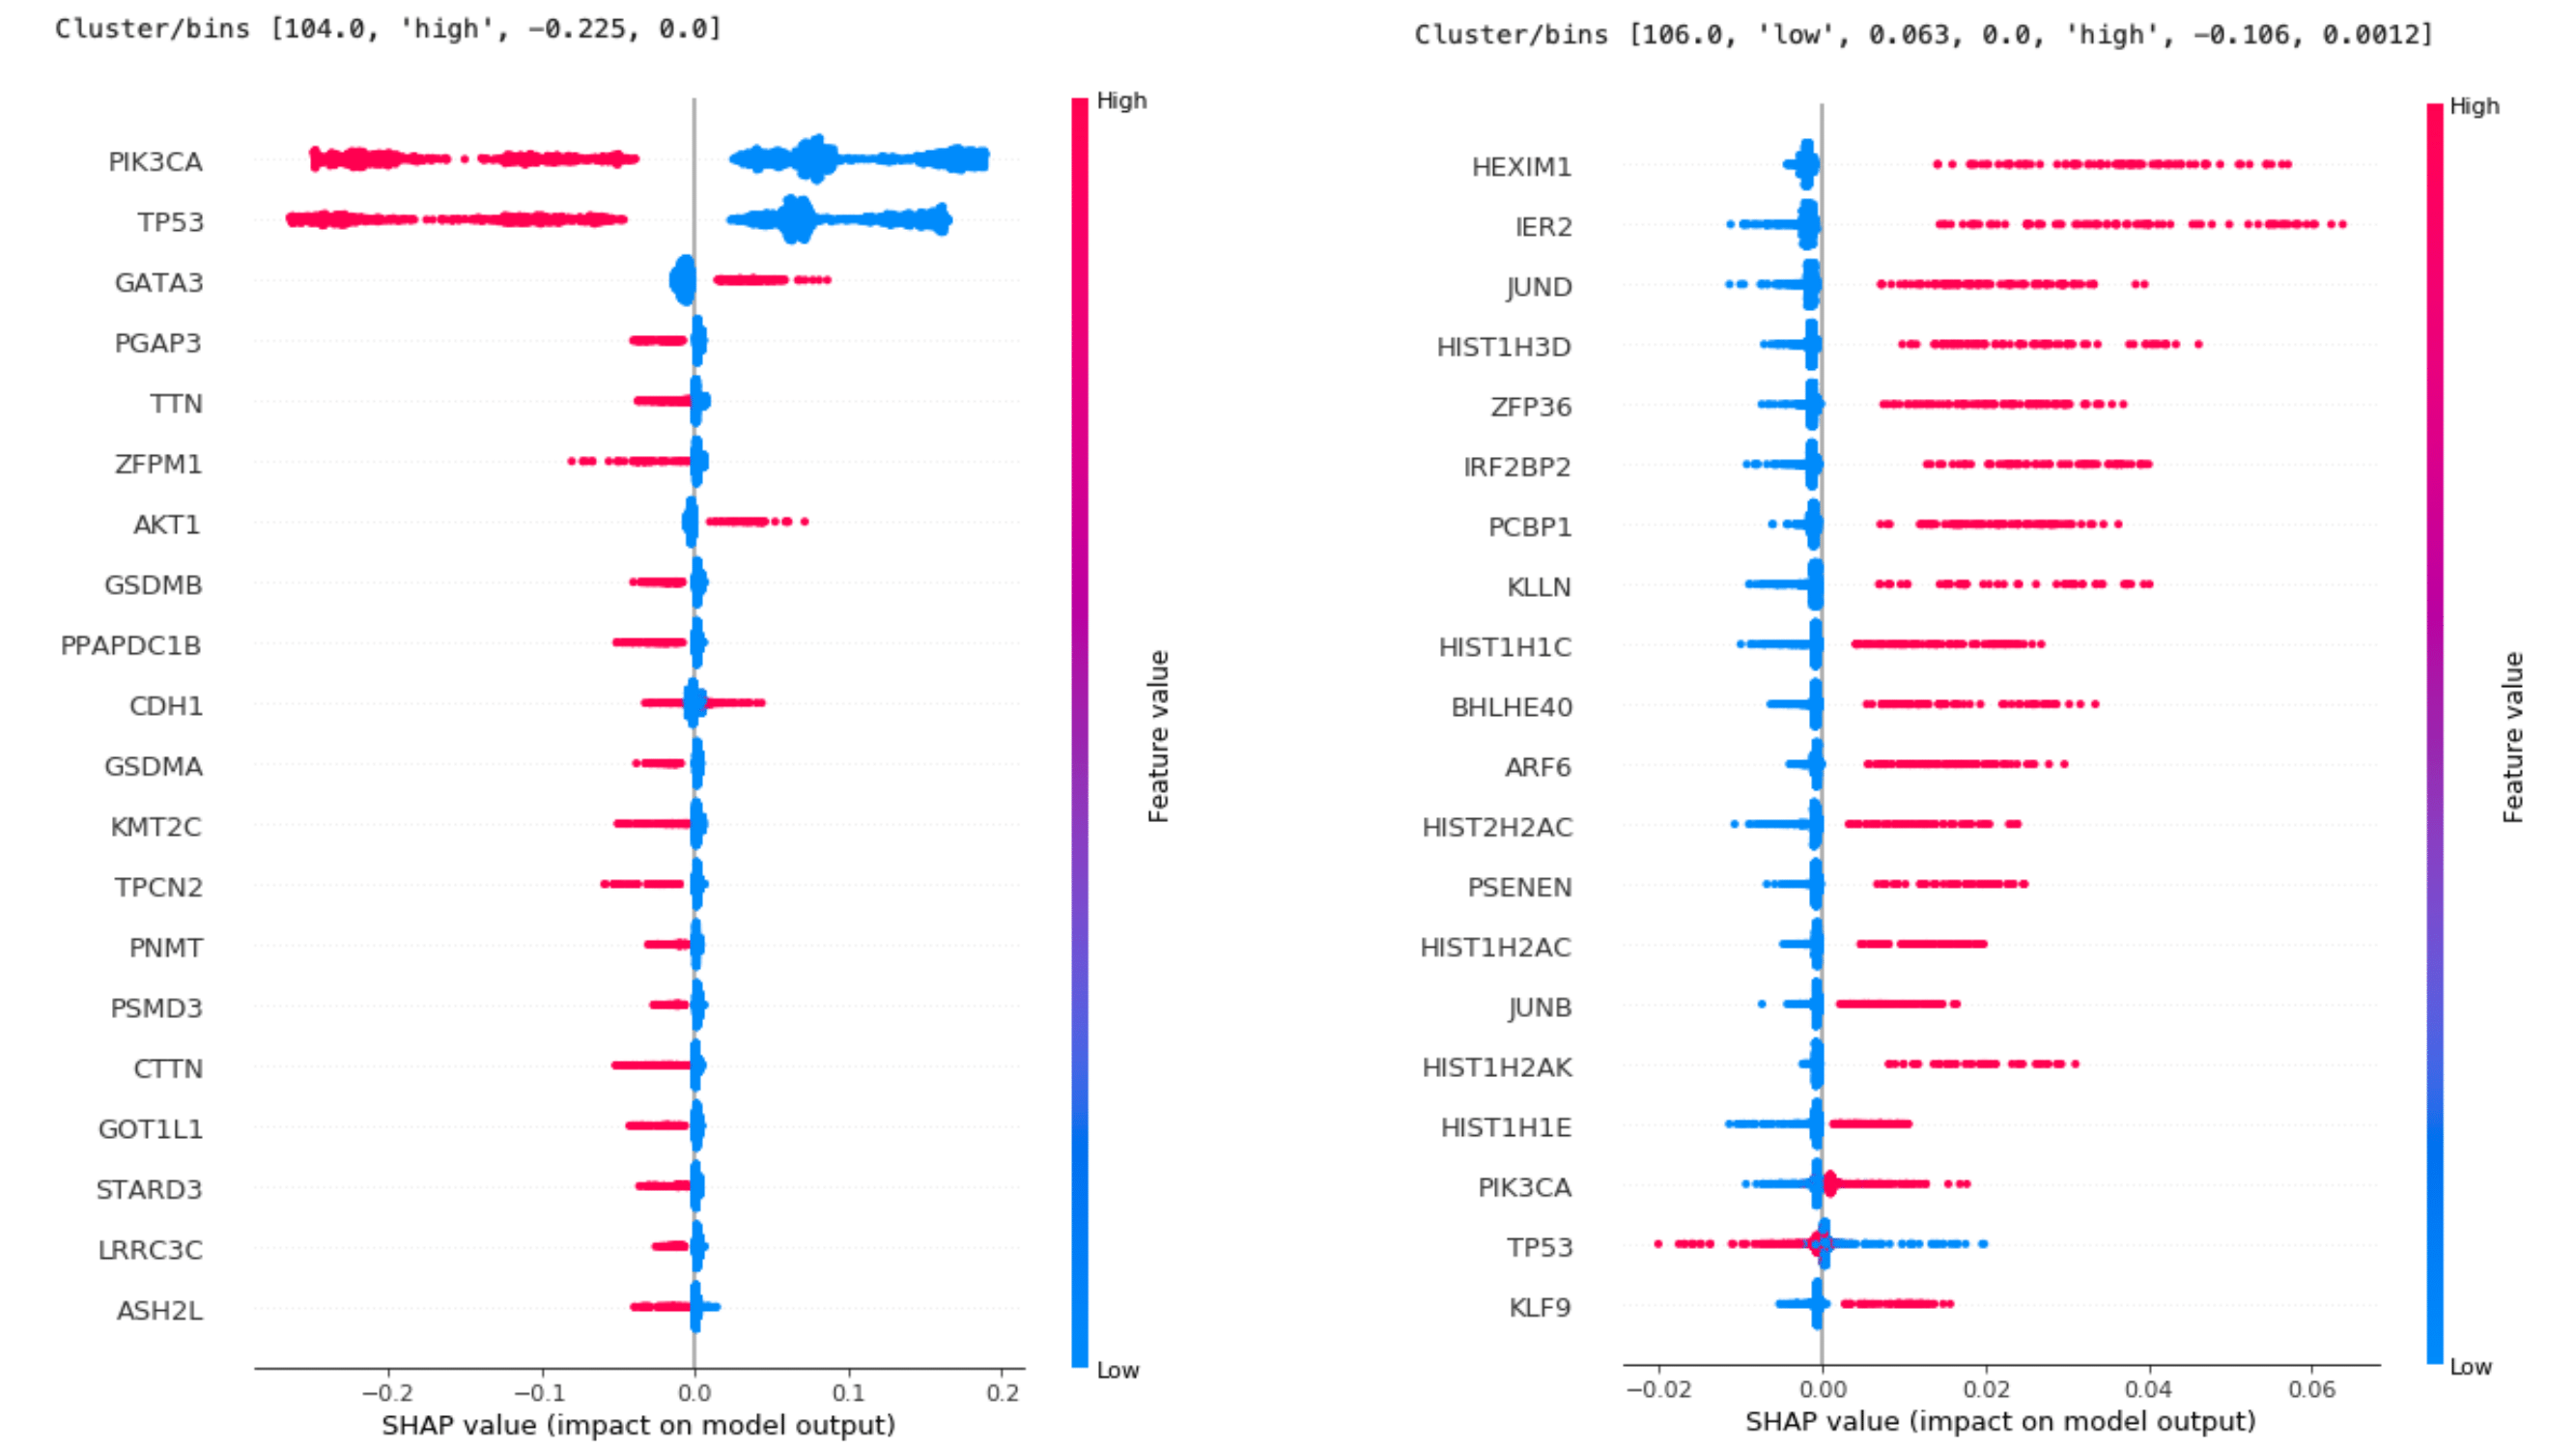 Cluster/bins [104.0, 'high', −0.225, 0.0]
High
PIK3CA
TP53
GATA3
PGAP3
TTN
ZFPM1
AKT1
GSDMB
PPAPDC1B
CDH1
GSDMA
KMT2C
TPCN2
PNMT
PSMD3
CTTN
GOT1L1
STARD3
LRRC3C
ASH2L
Feature value
Low
−0.2
−0.1
0.0
0.1
0.2
SHAP value (impact on model output)
Cluster/bins [106.0, 'low', 0.063, 0.0, 'high', −0.106, 0.0012]
High
HEXIM1
IER2
JUND
HIST1H3D
ZFP36
IRF2BP2
PCBP1
KLLN
HIST1H1C
BHLHE40
ARF6
HIST2H2AC
PSENEN
HIST1H2AC
JUNB
HIST1H2AK
HIST1H1E
PIK3CA
TP53
KLF9
Feature value
Low
−0.02
0.00
0.02
0.04
0.06
SHAP value (impact on model output)